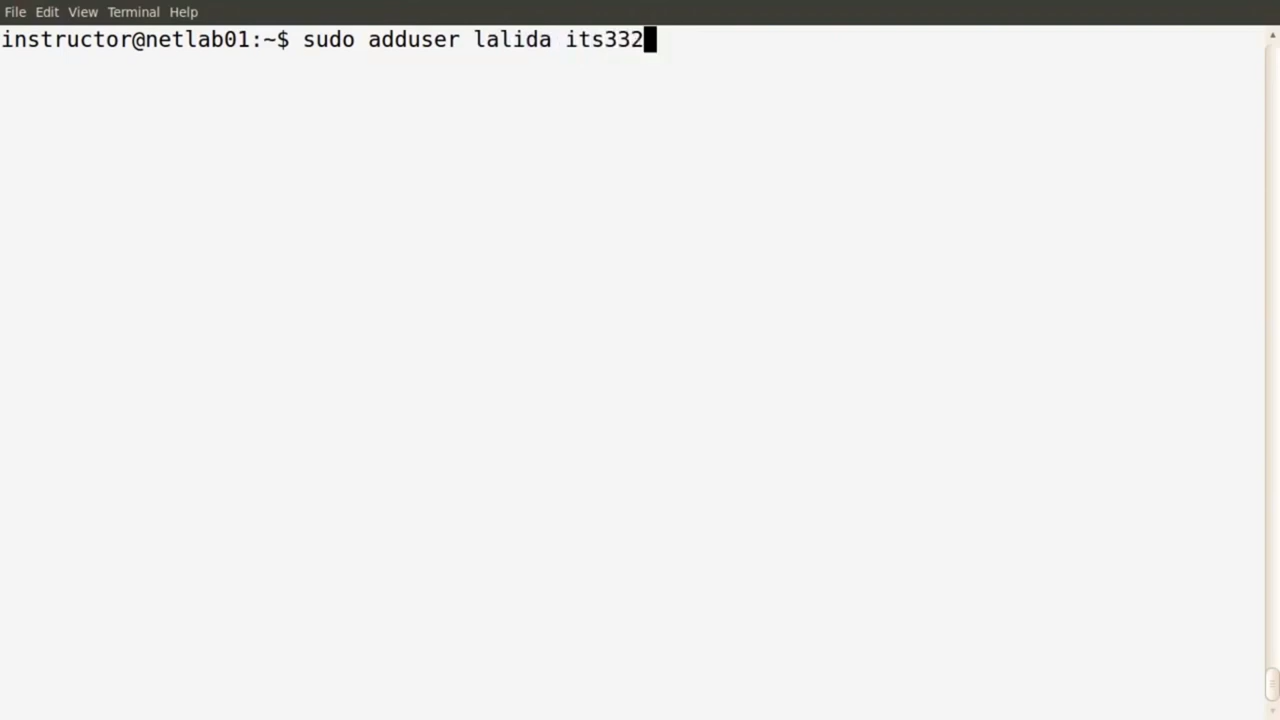 File Edit View Terminal Help
instructor@netlab01:~$ sudo adduser lalida its332